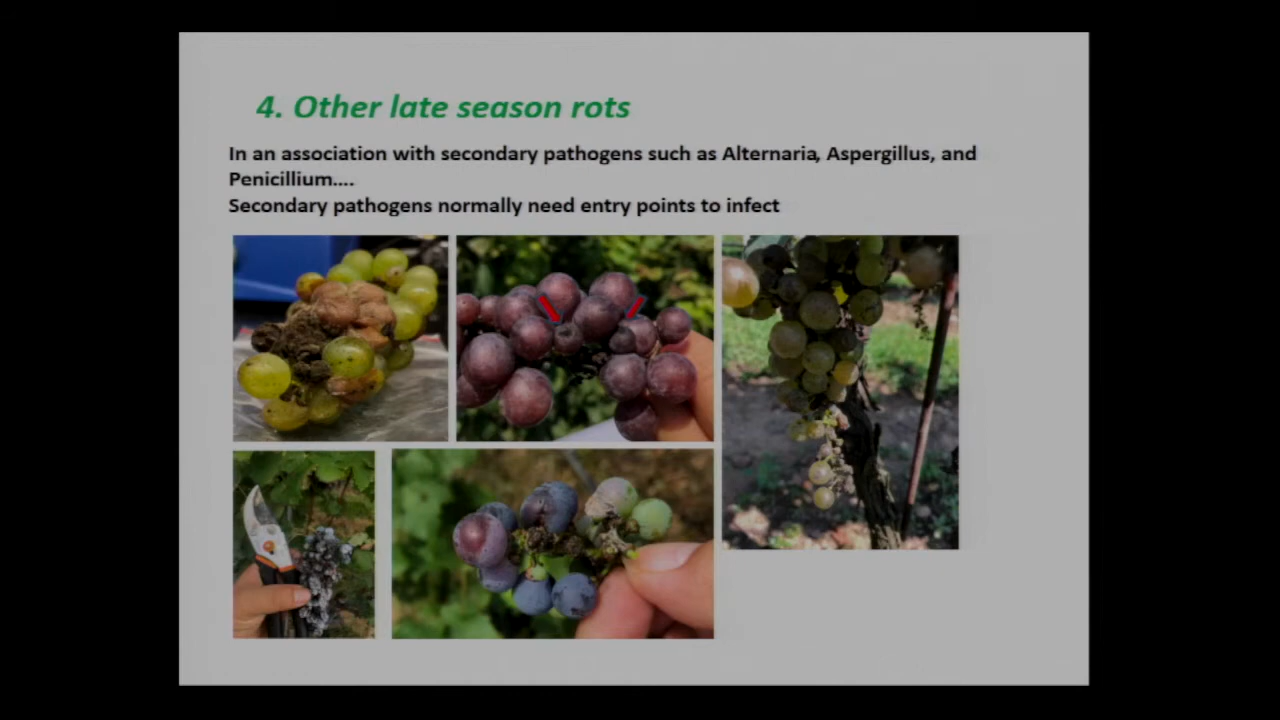 4. Other late season rots
In an association with secondary pathogens such as Alternaria, Aspergillus, and
Penicillium....
Secondary pathogens normally need entry points to infect